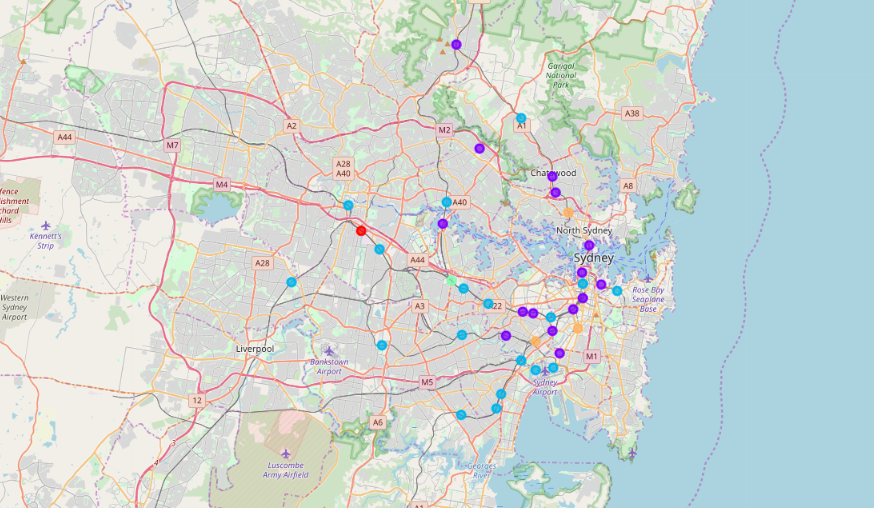 Garigal
National
Park
A1
A38
A2
M2
A44
M7
A28
A40
M4
A8
A40
North Sydney
Kennett's
Strip
Sydney
A44
A28
Rose Bay
Seaplane
Base
Western
Sydney
Airport
A3
Liverpool
Bankstown
Airport
M1
M5
Sydney
Airport
12
A6
3
Luscombe
Army Airfield
4
Georges
River